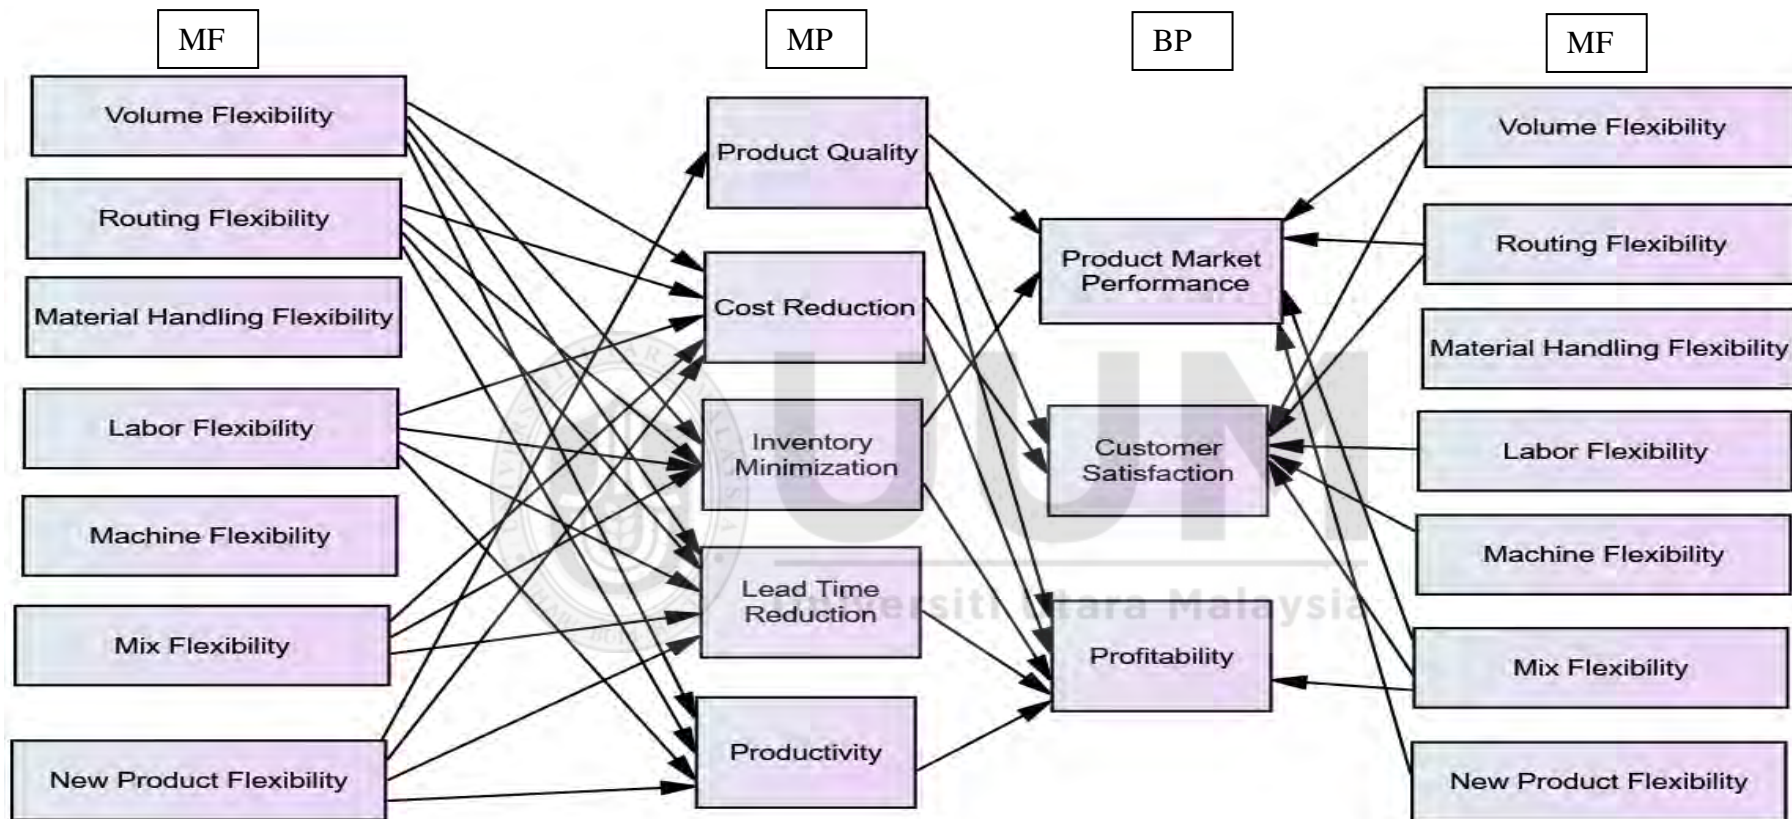 MF
MP
BP
MF
Volume Flexibility
Routing Flexibility
Material Handling Flexibility
Labor Flexibility
Machine Flexibility
Mix Flexibility
New Product Flexibility
Product Quality
Cost Reduction
Inventory
Minimization
Lead Time
Reduction
Productivity
Product Market
Performance
Customer
Satisfaction
Profitability
Volume Flexibility
Routing Flexibility
Material Handling Flexibility
Labor Flexibility
Machine Flexibility
Mix Flexibility
New Product Flexibility
UUM
Universiti Utara Malaysia